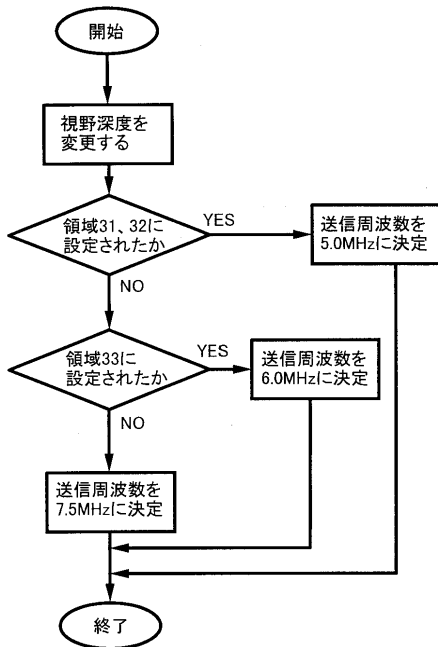 開始
視野深度を
変更する
領域31、32に
設定されたか
YES
送信周波数を
5.0MHzに決定
NO
領域33に
設定されたか
YES
送信周波数を
6.0MHzに決定
NO
送信周波数を
7.5MHzに決定
終了